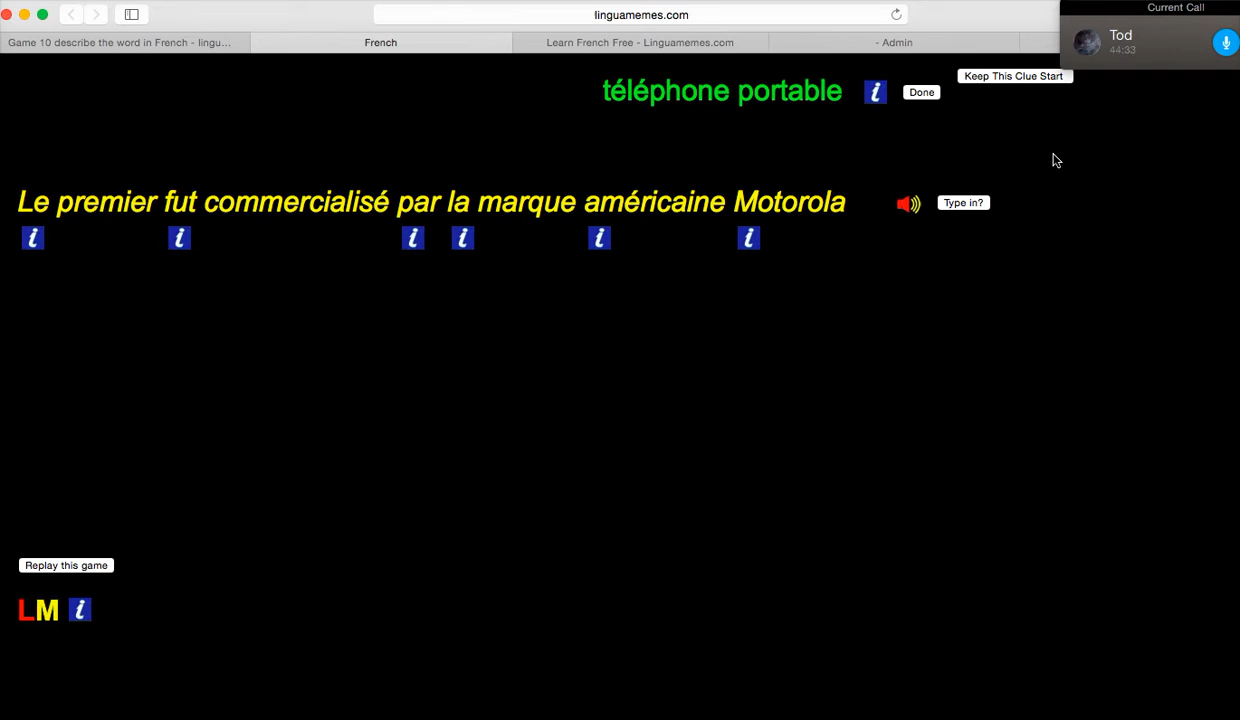 linguamemes.com
Current Call
Tod
44:33
Game 10 describe the word in French - lingu...
French
Learn French Free - Linguamemes.com
- Admin
téléphone portable i Done Keep This Clue Start
Le premier fut commercialisé par la marque américaine Motorola Type in?
i i i i i i
Replay this game
LM i